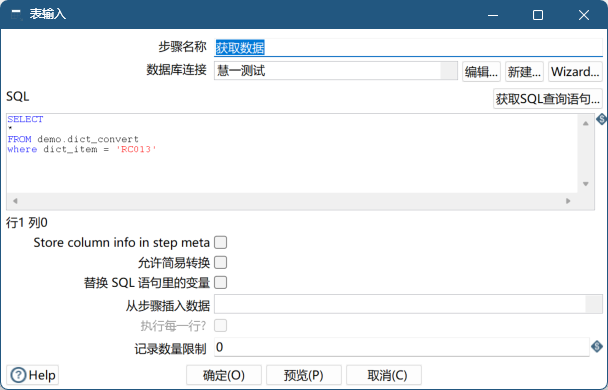 表输入
步骤名称 获取数据
数据库连接 慧一测试 编辑... 新建... Wizard...
SQL 获取SQL查询语句...
SELECT
*
FROM demo.dict_convert
where dict_item = 'RC013'
行1 列0
Store column info in step meta
允许简易转换
替换 SQL 语句里的变量
从步骤插入数据
执行每一行?
记录数量限制 0
Help 确定(O) 预览(P) 取消(C)